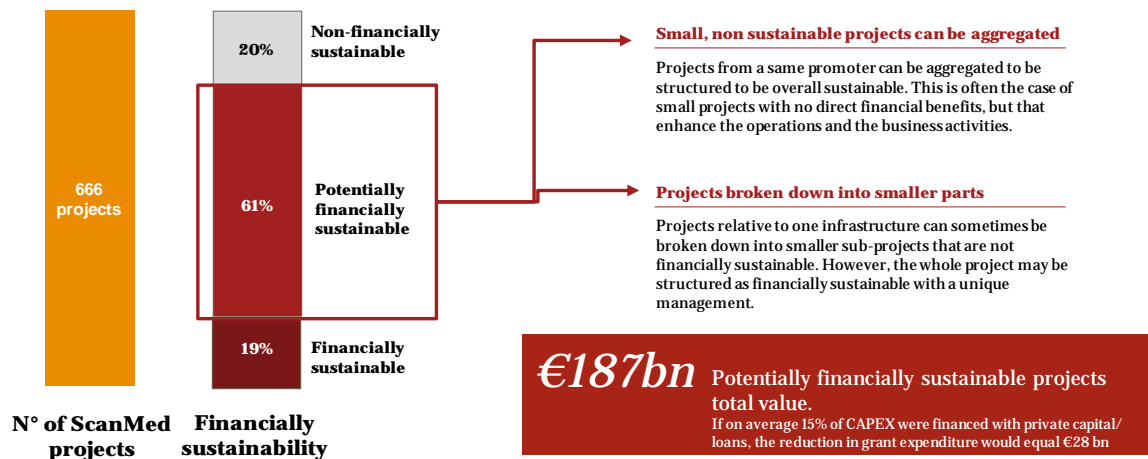 666
projects
N° of ScanMed
projects
20%
61%
19%
Financially
sustainability
Non-financially
sustainable
Potentially
financially
sustainable
Financially
sustainable
Small, non sustainable projects can be aggregated
Projects from a same promoter can be aggregated to be
structured to be overall sustainable. This is often the case of
small projects with no direct financial benefits, but that
enhance the operations and the business activities.
Projects broken down into smaller parts
Projects relative to one infrastructure can sometimes be
broken down into smaller sub-projects that are not
financially sustainable. However, the whole project may be
structured as financially sustainable with a unique
management.
€187bn
Potentially financially sustainable projects
total value.
If on average 15% of CAPEX were financed with private capital/
loans, the reduction in grant expenditure would equal €28 bn